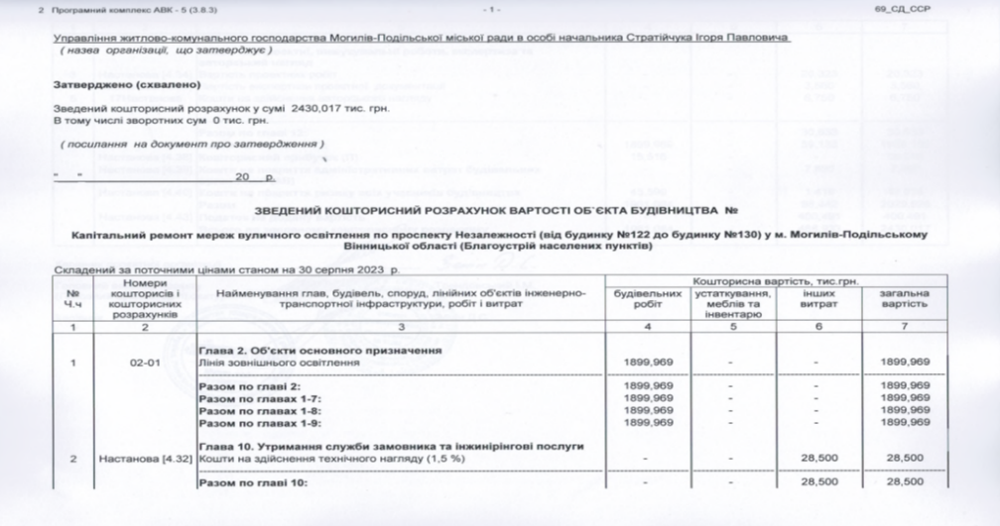 2 Програмний комплекс АВК - 5 (3.8.3) - 1 - 69_СД_ССР
Управління житлово-комунального господарства Могилів-Подільської міської ради в особі начальника Стратійчука Ігоря Павловича
( назва організації, що затверджує )
Затверджено (схвалено)
Зведений кошторисний розрахунок у сумі 2430,017 тис. грн.
В тому числі зворотних сум 0 тис. грн.
( посилання на документ про затвердження )
"___"______________________20__ р.
ЗВЕДЕНИЙ КОШТОРИСНИЙ РОЗРАХУНОК ВАРТОСТІ ОБ`ЄКТА БУДІВНИЦТВА №
Капітальний ремонт мереж вуличного освітлення по проспекту Незалежності (від будинку №122 до будинку №130) у м. Могилів-Подільському
Вінницької області (Благоустрій населених пунктів)
Складений за поточними цінами станом на 30 серпня 2023 р.
№ Ч.ч Номери кошторисів і кошторисних розрахунків Найменування глав, будівель, споруд, лінійних об'єктів інженерно-транспортної інфраструктури, робіт і витрат Кошторисна вартість, тис.грн.
будівельних робіт устаткування, меблів та інвентарю інших витрат загальна вартість
1 2 3 4 5 6 7
Глава 2. Об'єкти основного призначення
1 02-01 Лінія зовнішнього освітлення 1899,969 - - 1899,969
Разом по главі 2: 1899,969 - - 1899,969
Разом по главах 1-7: 1899,969 - - 1899,969
Разом по главах 1-8: 1899,969 - - 1899,969
Разом по главах 1-9: 1899,969 - - 1899,969
Глава 10. Утримання служби замовника та інжинірінгові послуги
2 Настанова [4.32] Кошти на здійснення технічного нагляду (1,5 %) - - 28,500 28,500
Разом по главі 10: - - 28,500 28,500